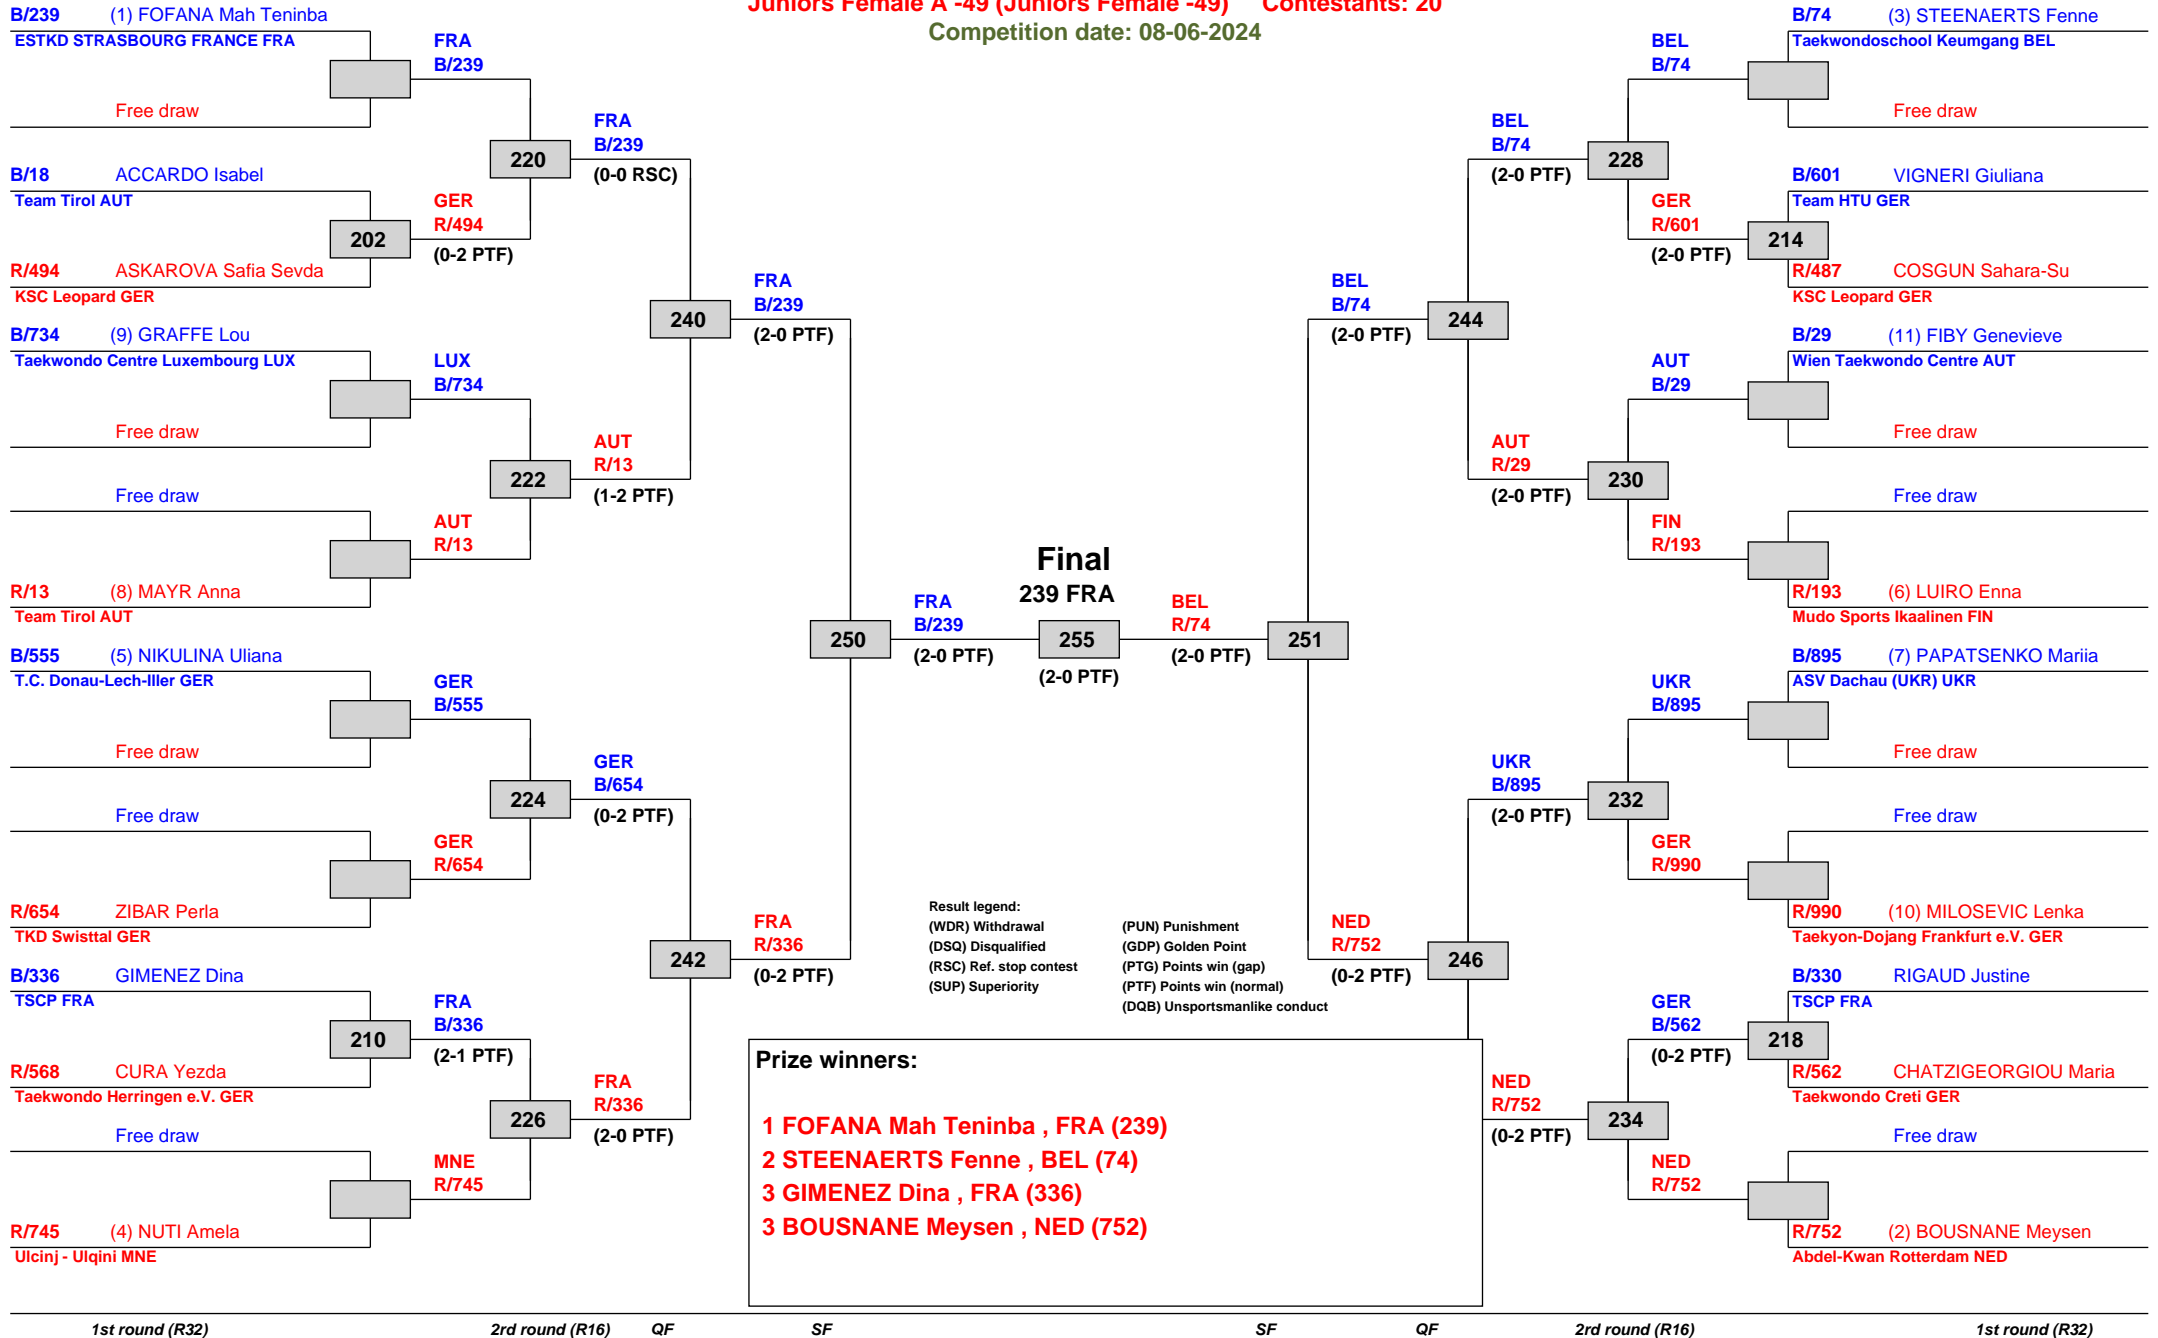 Juniors Female A -49 (Juniors Female -49) Contestants: 20
Competition date: 08-06-2024
B/239 (1) FOFANA Mah Teninba
ESTKD STRASBOURG FRANCE FRA
Free draw
B/18 ACCARDO Isabel
Team Tirol AUT
R/494 ASKAROVA Safia Sevda
KSC Leopard GER
B/734 (9) GRAFFE Lou
Taekwondo Centre Luxembourg LUX
Free draw
Free draw
R/13 (8) MAYR Anna
Team Tirol AUT
B/555 (5) NIKULINA Uliana
T.C. Donau-Lech-Iller GER
Free draw
Free draw
R/654 ZIBAR Perla
TKD Swisttal GER
B/336 GIMENEZ Dina
TSCP FRA
R/568 CURA Yezda
Taekwondo Herringen e.V. GER
Free draw
R/745 (4) NUTI Amela
Ulcinj - Ulqini MNE
202
210
FRA
B/239
GER
R/494
(0-2 PTF)
LUX
B/734
AUT
R/13
GER
B/555
GER
R/654
FRA
B/336
(2-1 PTF)
MNE
R/745
220
222
224
226
FRA
B/239
(0-0 RSC)
AUT
R/13
(1-2 PTF)
GER
B/654
(0-2 PTF)
FRA
R/336
(2-0 PTF)
240
242
FRA
B/239
(2-0 PTF)
FRA
R/336
(0-2 PTF)
250
FRA
B/239
(2-0 PTF)
Final
239 FRA
255
(2-0 PTF)
BEL
R/74
(2-0 PTF)
251
BEL
B/74
(2-0 PTF)
NED
R/752
(0-2 PTF)
244
246
BEL
B/74
(2-0 PTF)
AUT
R/29
(2-0 PTF)
UKR
B/895
(2-0 PTF)
NED
R/752
(0-2 PTF)
228
230
232
234
BEL
B/74
GER
R/601
(2-0 PTF)
AUT
B/29
FIN
R/193
UKR
B/895
GER
R/990
GER
B/562
(0-2 PTF)
NED
R/752
214
218
B/74 (3) STEENAERTS Fenne
Taekwondoschool Keumgang BEL
Free draw
B/601 VIGNERI Giuliana
Team HTU GER
R/487 COSGUN Sahara-Su
KSC Leopard GER
B/29 (11) FIBY Genevieve
Wien Taekwondo Centre AUT
Free draw
Free draw
R/193 (6) LUIRO Enna
Mudo Sports Ikaalinen FIN
B/895 (7) PAPATSENKO Mariia
ASV Dachau (UKR) UKR
Free draw
Free draw
R/990 (10) MILOSEVIC Lenka
Taekyon-Dojang Frankfurt e.V. GER
B/330 RIGAUD Justine
TSCP FRA
R/562 CHATZIGEORGIOU Maria
Taekwondo Creti GER
Free draw
R/752 (2) BOUSNANE Meysen
Abdel-Kwan Rotterdam NED
Result legend:
(WDR) Withdrawal (PUN) Punishment
(DSQ) Disqualified (GDP) Golden Point
(RSC) Ref. stop contest (PTG) Points win (gap)
(SUP) Superiority (PTF) Points win (normal)
(DQB) Unsportsmanlike conduct
Prize winners:
1 FOFANA Mah Teninba , FRA (239)
2 STEENAERTS Fenne , BEL (74)
3 GIMENEZ Dina , FRA (336)
3 BOUSNANE Meysen , NED (752)
1st round (R32) 2rd round (R16) QF SF SF QF 2rd round (R16) 1st round (R32)